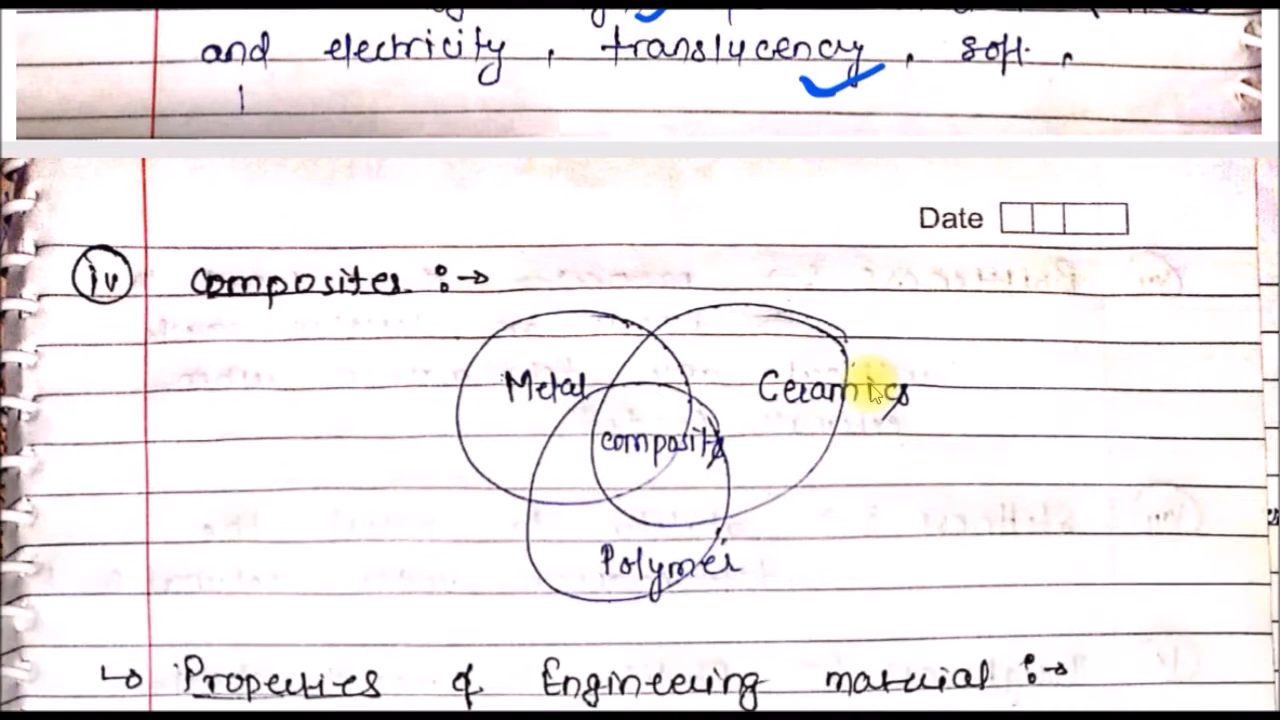 and electricity, translucency, soft,
Date
(iv) Composites :→
Metal Ceramics
composite
Polymer
↳ Properties of Engineering material :→